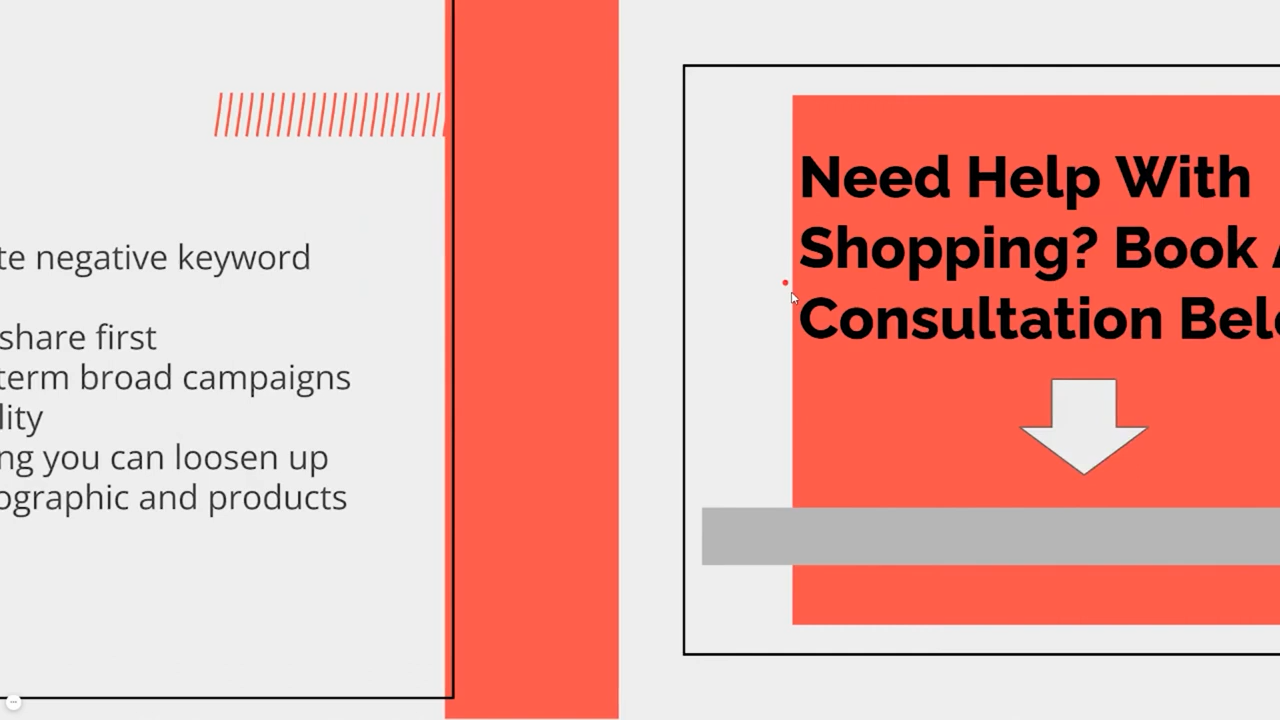 te negative keyword
share first
term broad campaigns
lity
ng you can loosen up
ographic and products
Need Help With
Shopping? Book
Consultation Bel